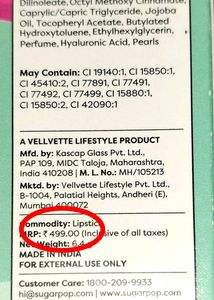 Dilinoleate, Octyl Methoxy Cinnamate,
Caprylic/Capric Triglyceride, Jojoba
Oil, Tocopheryl Acetate, Butylated
Hydroxytoluene, Ethylhexylglycerin,
Perfume, Hyaluronic Acid, Pearls
May Contain: CI 19140:1, CI 15850:1,
CI 45410:2, CI 77891, CI 77491,
CI 77492, CI 77499, CI 15880:1,
CI 15850:2, CI 42090:1
A VELLVETTE LIFESTYLE PRODUCT
Mfd. by: Kascap Glass Pvt. Ltd.,
PAP 109, MIDC Taloja, Maharashtra,
India 410208 | M. L. No.: MH/105213
Mktd. by: Vellvette Lifestyle Pvt. Ltd.,
B-1004, Palatial Heights, Andheri (E).
Mumbai 400072
Commodity: Lipstic
MRP: ₹ 499.00 (Inclusive of all taxes)
Net Weight: 6.4
MADE IN INDIA
FOR EXTERNAL USE ONLY
Customer Care: 1800-209-9933
hi@sugarpop.com | www.sugarpop.com